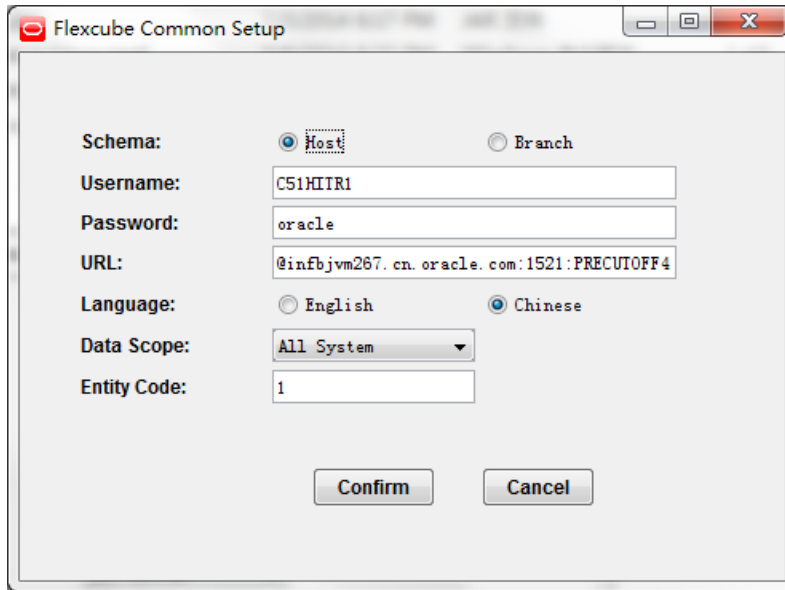 Flexcube Common Setup
Schema: Host Branch
Username: C51HITR1
Password: oracle
URL: @infbjvm267.cn.oracle.com:1521:PRECUTOFF4
Language: English Chinese
Data Scope: All System
Entity Code: 1
Confirm Cancel